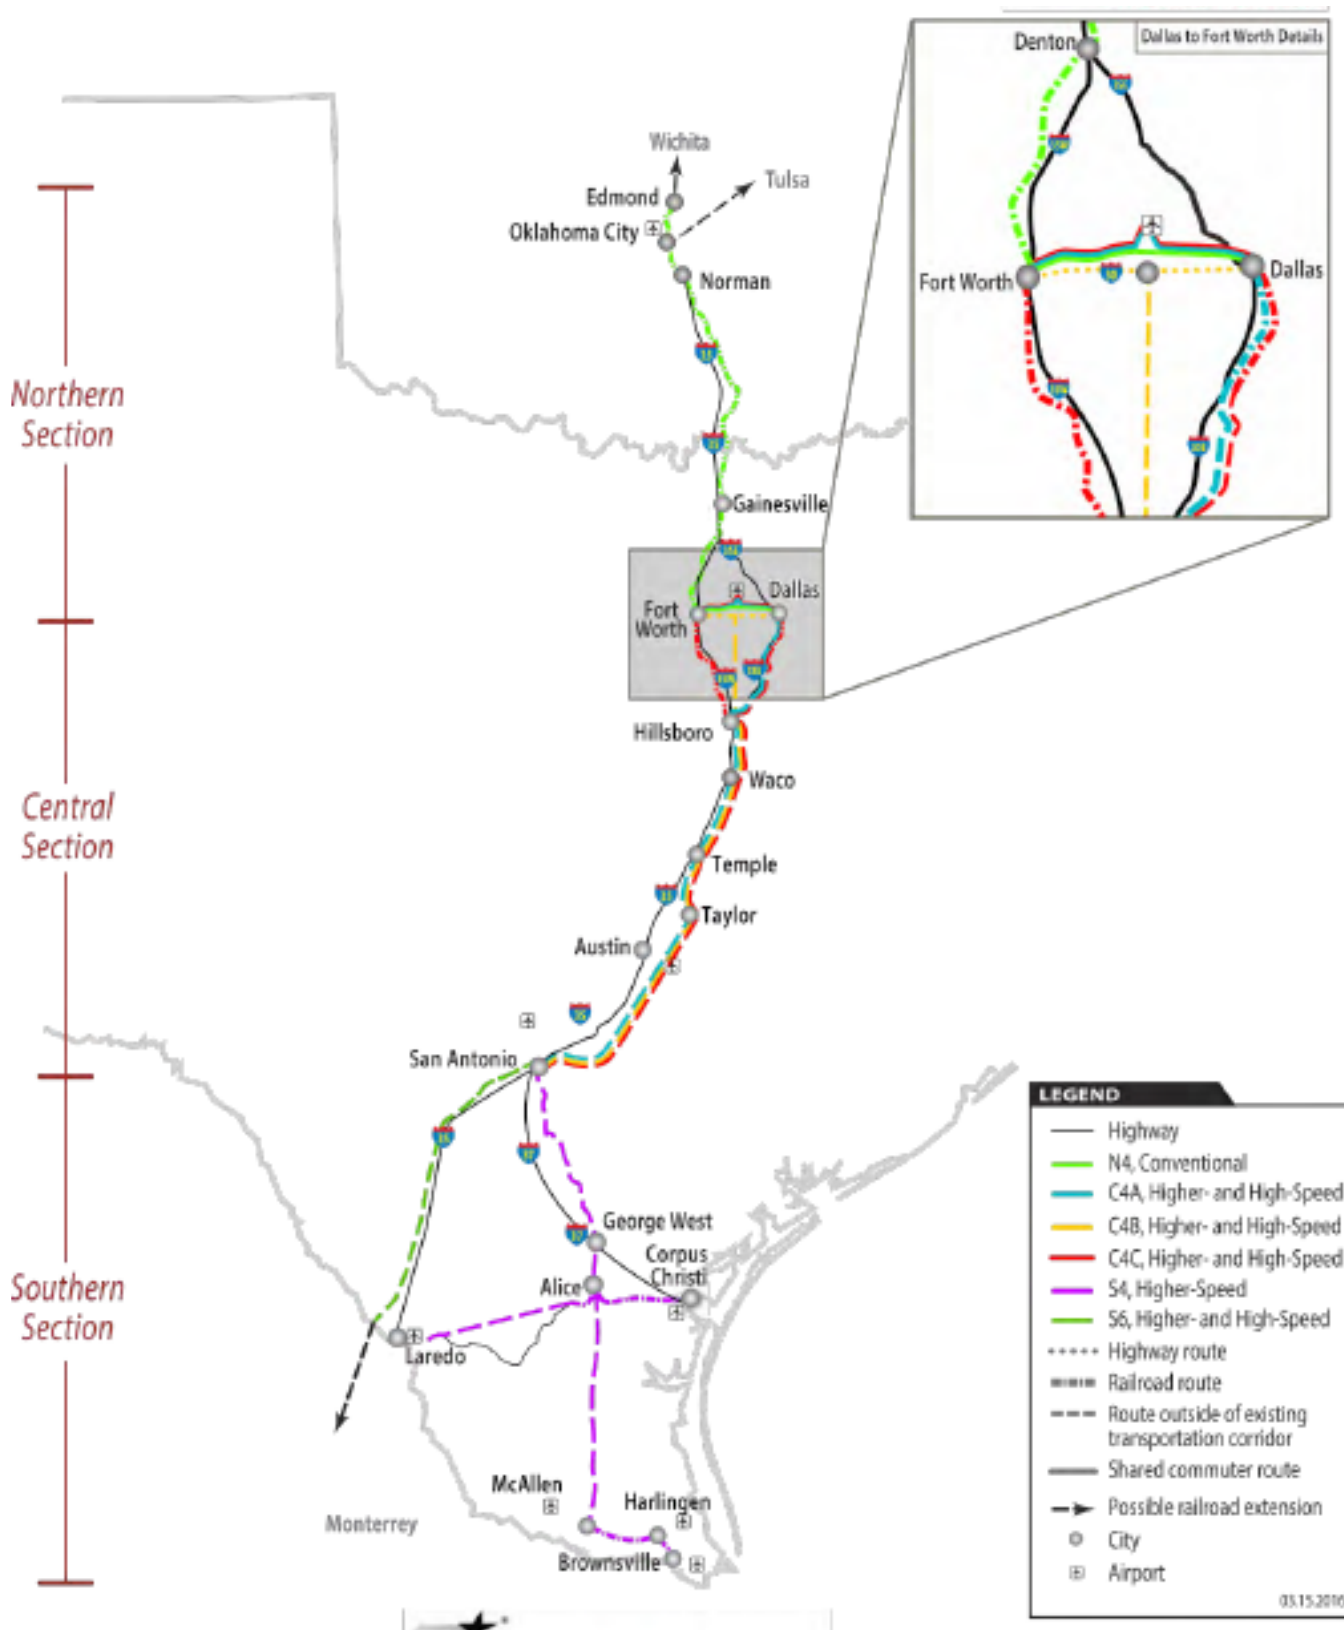 Dallas to Fort Worth Details
Denton
Fort Worth
Dallas
Wichita
Tulsa
Edmond
Oklahoma City
Norman
Northern
Section
Gainesville
Dallas
Fort
Worth
Hillsboro
Waco
Central
Section
Temple
Taylor
Austin
35
San Antonio
George West
Corpus
Christi
Alice
Southern
Section
Laredo
McAllen
Harlingen
Monterrey
Brownsville
LEGEND
Highway
N4, Conventional
C4A, Higher- and High-Speed
C4B, Higher- and High-Speed
C4C, Higher- and High-Speed
S4, Higher-Speed
S6, Higher- and High-Speed
Highway route
Railroad route
Route outside of existing
transportation corridor
Shared commuter route
Possible railroad extension
City
Airport
03.15.2016